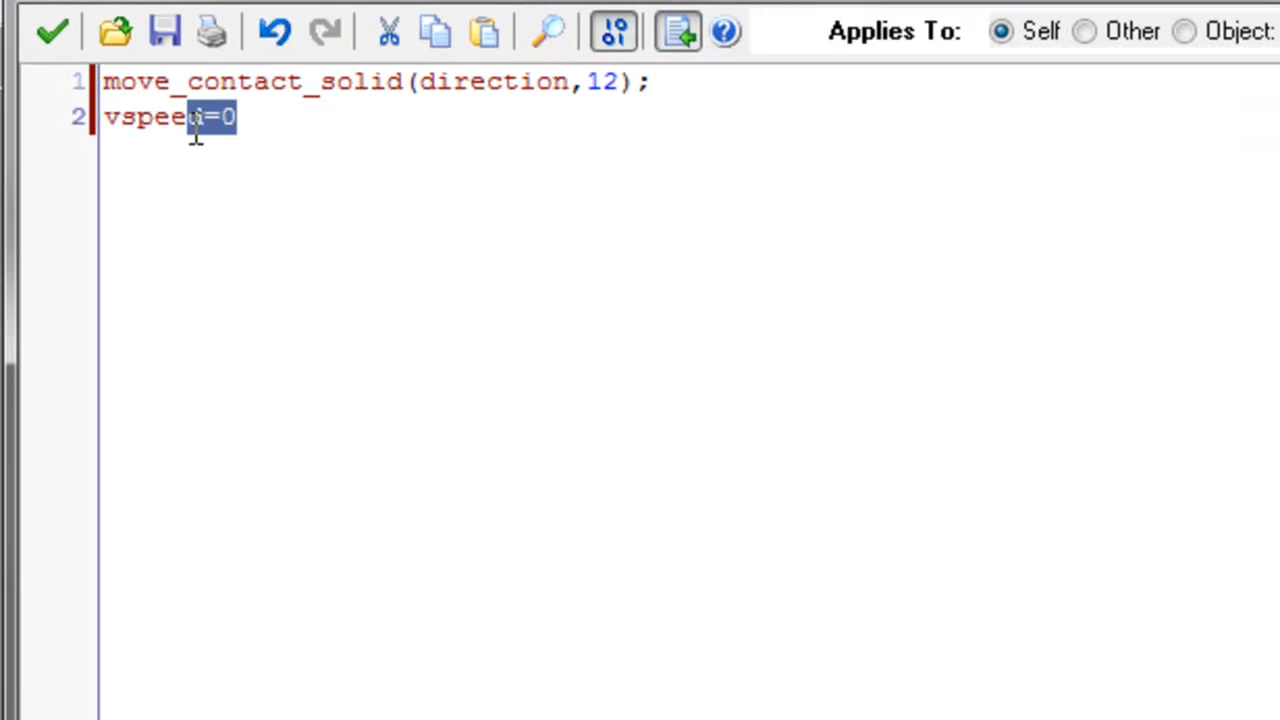 Applies To: Self Other Object:
1 move_contact_solid(direction,12);
2 vspeed=0